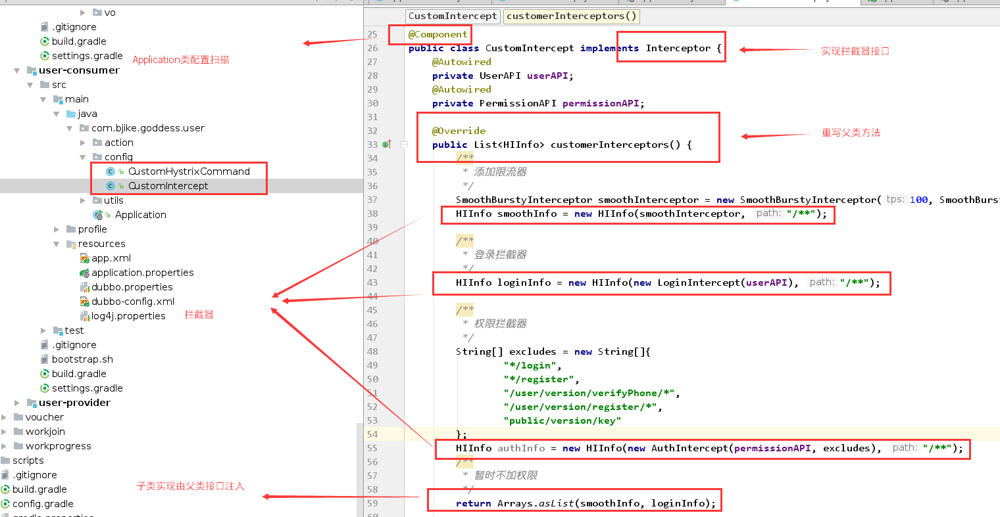 vo
.gitignore
build.gradle
settings.gradle
Application类配置扫描
user-consumer
src
main
java
com.bjike.goddess.user
action
config
CustomHystrixCommand
CustomIntercept
utils
Application
profile
resources
app.xml
application.properties
dubbo.properties
dubbo-config.xml
log4j.properties
拦截器
test
.gitignore
bootstrap.sh
build.gradle
settings.gradle
user-provider
voucher
workjoin
workprogress
scripts
.gitignore
build.gradle
子类实现由父类接口注入
config.gradle
gradle.properties
CustomIntercept customerInterceptors()
25 @Component
26 public class CustomIntercept implements Interceptor {
实现拦截器接口
27 @Autowired
28 private UserAPI userAPI;
29 @Autowired
30 private PermissionAPI permissionAPI;
31
32 @Override
33 public List<HIInfo> customerInterceptors() {
重写父类方法
34 /**
35 * 添加限流器
36 */
37 SmoothBurstyInterceptor smoothInterceptor = new SmoothBurstyInterceptor( tps: 100, SmoothBurst
38 HIInfo smoothInfo = new HIInfo(smoothInterceptor, path: "/**");
39
40 /**
41 * 登录拦截器
42 */
43 HIInfo loginInfo = new HIInfo(new LoginIntercept(userAPI), path: "/**");
44
45 /**
46 * 权限拦截器
47 */
48 String[] excludes = new String[]{
49 "*/login",
50 "*/register",
51 "/user/version/verifyPhone/*",
52 "/user/version/register/*",
53 "public/version/key"
54 };
55 HIInfo authInfo = new HIInfo(new AuthIntercept(permissionAPI, excludes), path: "/**");
56 /**
57 * 暂时不加权限
58 */
59 return Arrays.asList(smoothInfo, loginInfo);
60